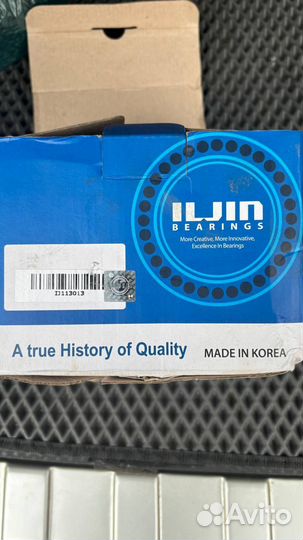 ILJIN
BEARINGS
More Creative, More Innovative,
Excellence In Bearings
IJ113013
A true History of Quality
MADE IN KOREA
Avito